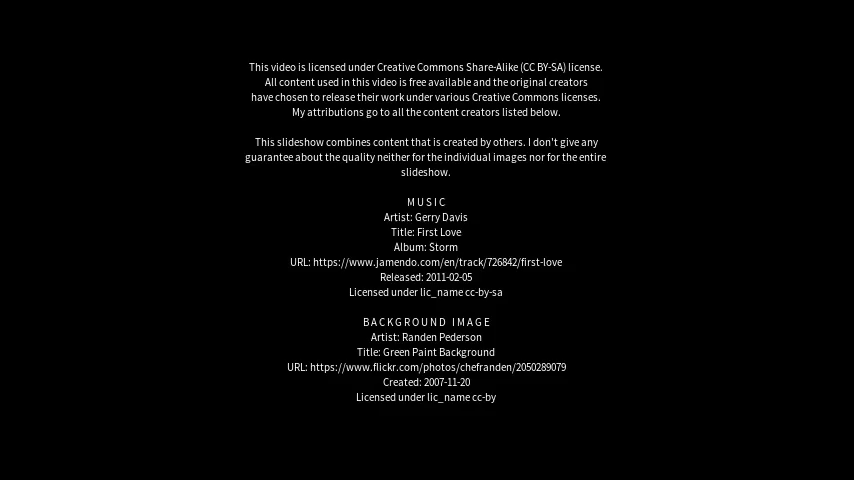 This video is licensed under Creative Commons Share-Alike (CC BY-SA) license.
All content used in this video is free available and the original creators
have chosen to release their work under various Creative Commons licenses.
My attributions go to all the content creators listed below.
This slideshow combines content that is created by others. I don't give any
guarantee about the quality neither for the individual images nor for the entire
slideshow.
MUSIC
Artist: Gerry Davis
Title: First Love
Album: Storm
URL: https://www.jamendo.com/en/track/726842/first-love
Released: 2011-02-05
Licensed under lic_name cc-by-sa
BACKGROUND IMAGE
Artist: Randen Pederson
Title: Green Paint Background
URL: https://www.flickr.com/photos/chefranden/2050289079
Created: 2007-11-20
Licensed under lic_name cc-by